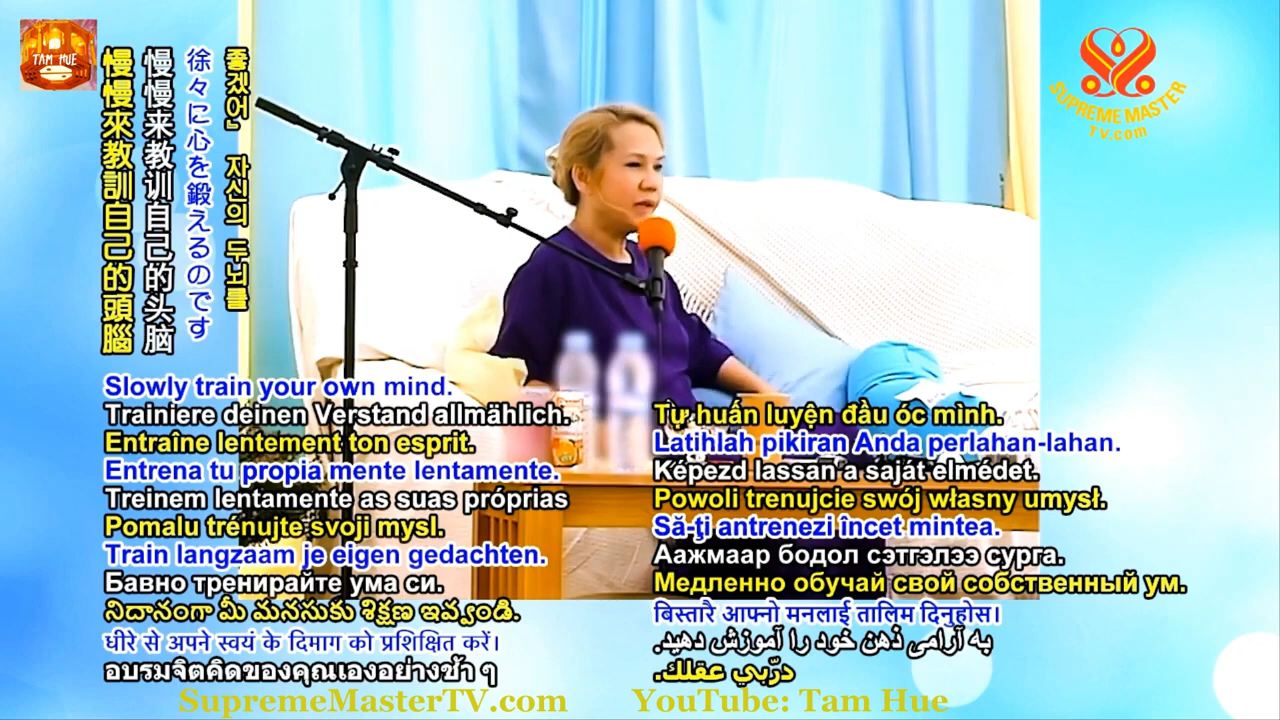 TAM HUE
SUPREME MASTER
TV.com
좋겠어』 자신의 두뇌를
徐々に心を鍛えるのです
慢慢来教训自己的头脑
慢慢來教訓自己的頭腦
Slowly train your own mind.
Trainiere deinen Verstand allmählich.
Entraîne lentement ton esprit.
Entrena tu propia mente lentamente.
Treinem lentamente as suas próprias
Pomalu trénujte svoji mysl.
Train langzaam je eigen gedachten.
Бавно тренирайте ума си.
నిదానంగా మీ మనసుకు శిక్షణ ఇవ్వండి.
धीरे से अपने स्वयं के दिमाग को प्रशिक्षित करें।
อบรมจิตคิดของคุณเองอย่างช้า ๆ
Tự huấn luyện đầu óc mình.
Latihlah pikiran Anda perlahan-lahan.
Képezd lassan a saját elmédet.
Powoli trenujcie swój własny umysł.
Să-ţi antrenezi încet mintea.
Аажмаар бодол сэтгэлээ сурга.
Медленно обучай свой собственный ум.
बिस्तारै आफ्नो मनलाई तालिम दिनुहोस।
به آرامی ذهن خود را آموزش دهید.
درّبي عقلك.
SupremeMasterTV.com
YouTube: Tam Hue